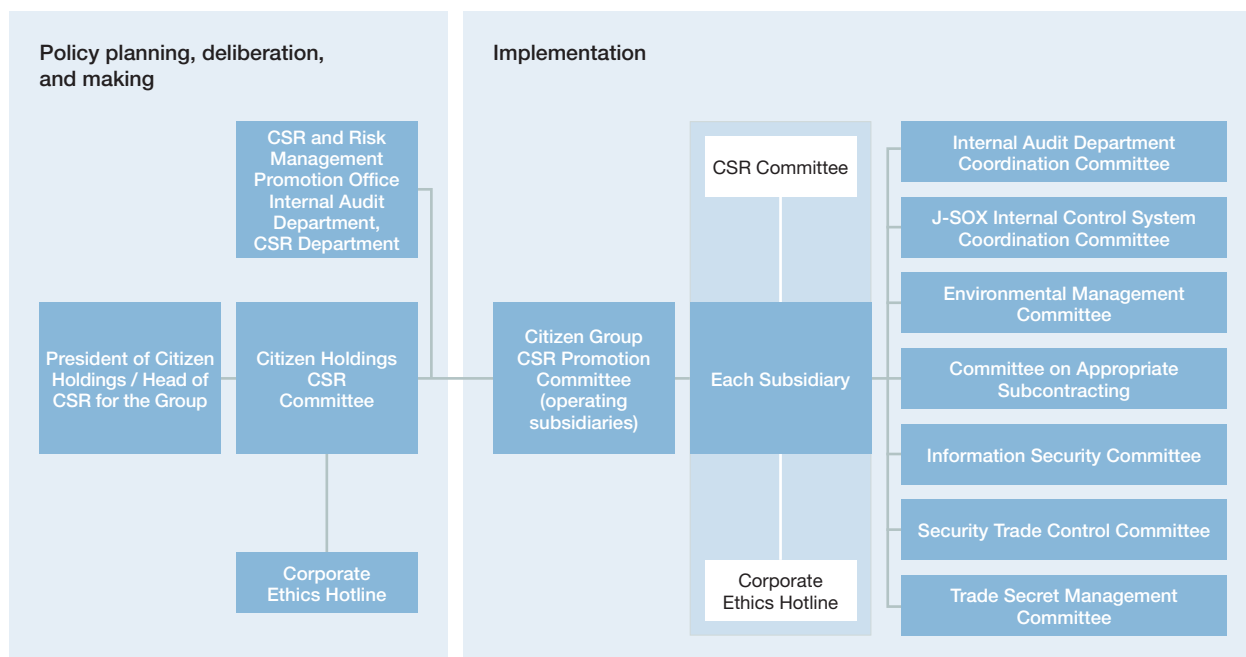 Policy planning, deliberation,
and making
CSR and Risk
Management
Promotion Office
Internal Audit
Department,
CSR Department
President of Citizen
Holdings / Head of
CSR for the Group
Citizen Holdings
CSR
Committee
Corporate
Ethics Hotline
Implementation
Citizen Group
CSR Promotion
Committee
(operating
subsidiaries)
CSR Committee
Each Subsidiary
Corporate
Ethics Hotline
Internal Audit Department
Coordination Committee
J-SOX Internal Control System
Coordination Committee
Environmental Management
Committee
Committee on Appropriate
Subcontracting
Information Security Committee
Security Trade Control Committee
Trade Secret Management
Committee